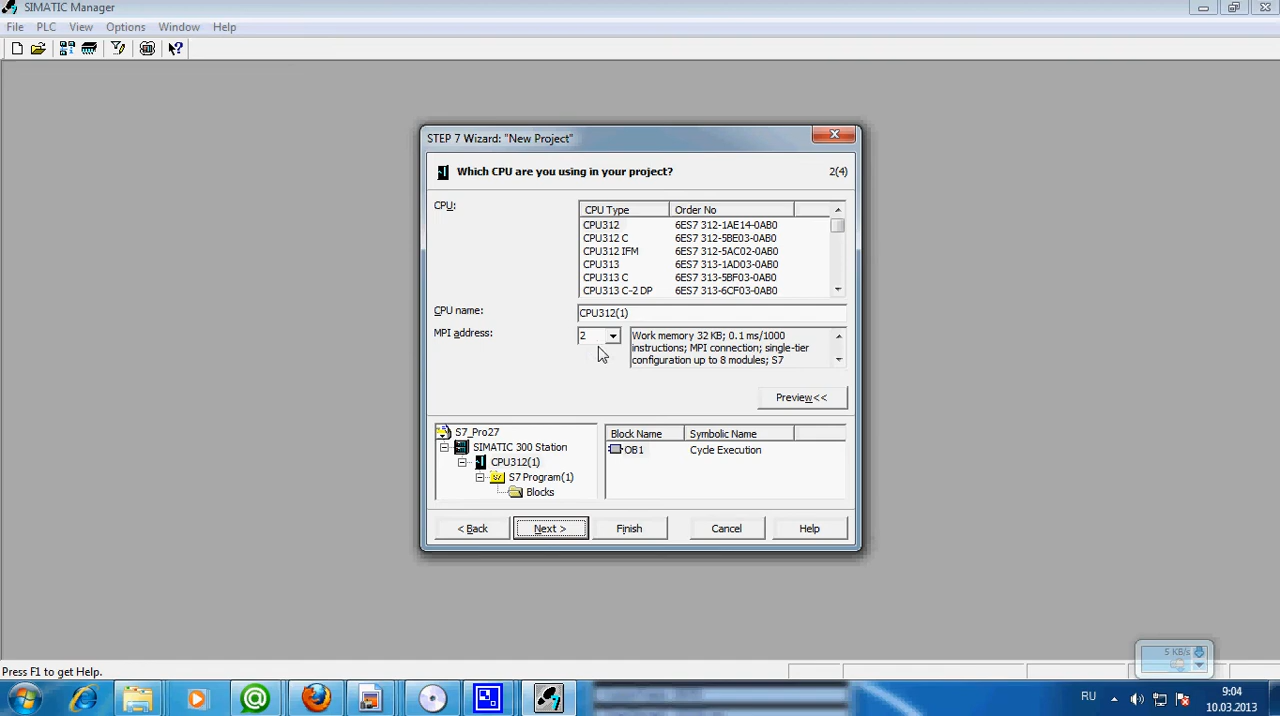 SIMATIC Manager
File PLC View Options Window Help
STEP 7 Wizard: "New Project"
Which CPU are you using in your project? 2(4)
CPU:
CPU Type Order No
CPU312 6ES7 312-1AE14-0AB0
CPU312 C 6ES7 312-5BE03-0AB0
CPU312 IFM 6ES7 312-5AC02-0AB0
CPU313 6ES7 313-1AD03-0AB0
CPU313 C 6ES7 313-5BF03-0AB0
CPU313 C-2 DP 6ES7 313-6CF03-0AB0
CPU name: CPU312(1)
MPI address: 2
Work memory 32 KB; 0.1 ms/1000
instructions; MPI connection; single-tier
configuration up to 8 modules; S7
Preview<<
S7_Pro27
SIMATIC 300 Station
CPU312(1)
S7 Program(1)
Blocks
Block Name Symbolic Name
OB1 Cycle Execution
< Back Next > Finish Cancel Help
5 KB/s
Press F1 to get Help.
RU 9:04
10.03.2013